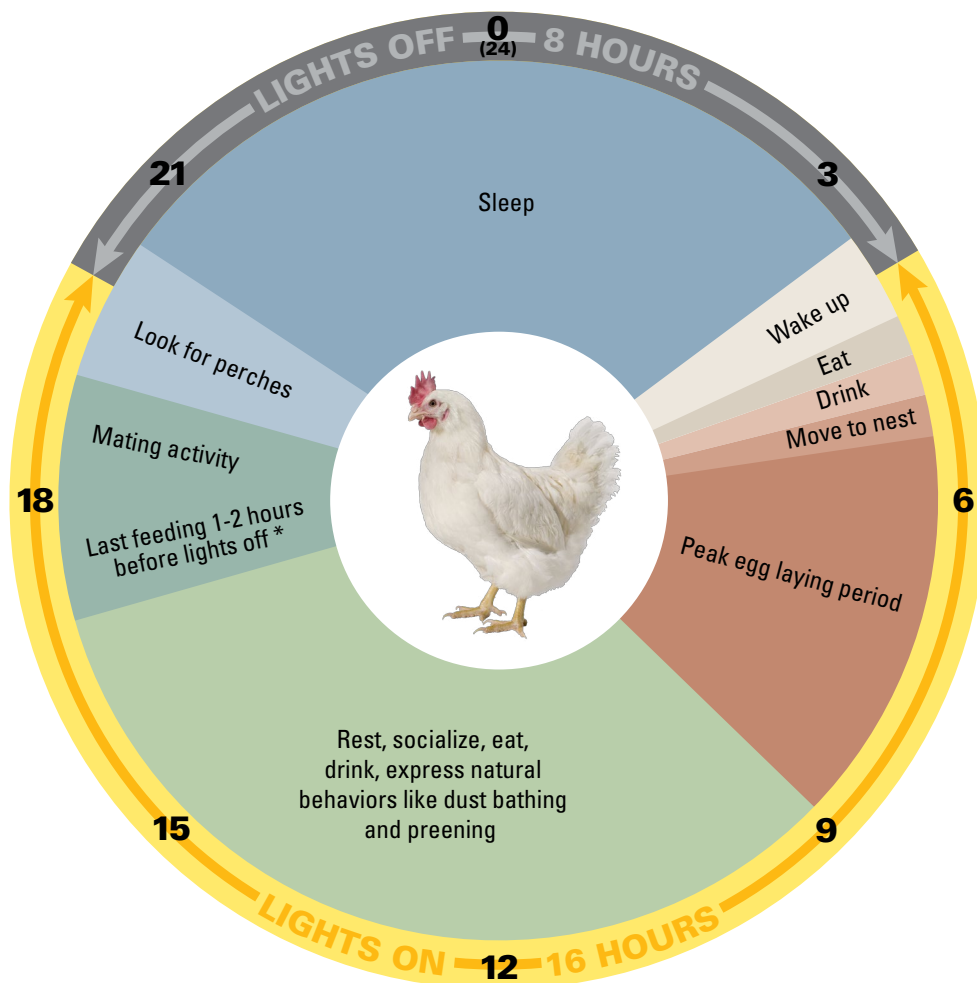 0
(24)
LIGHTS OFF
8 HOURS
21
3
Sleep
Wake up
Eat
Drink
Move to nest
Look for perches
Mating activity
Last feeding 1-2 hours
before lights off *
18
6
Peak egg laying period
Rest, socialize, eat,
drink, express natural
behaviors like dust bathing
and preening
15
9
LIGHTS ON
12
16 HOURS